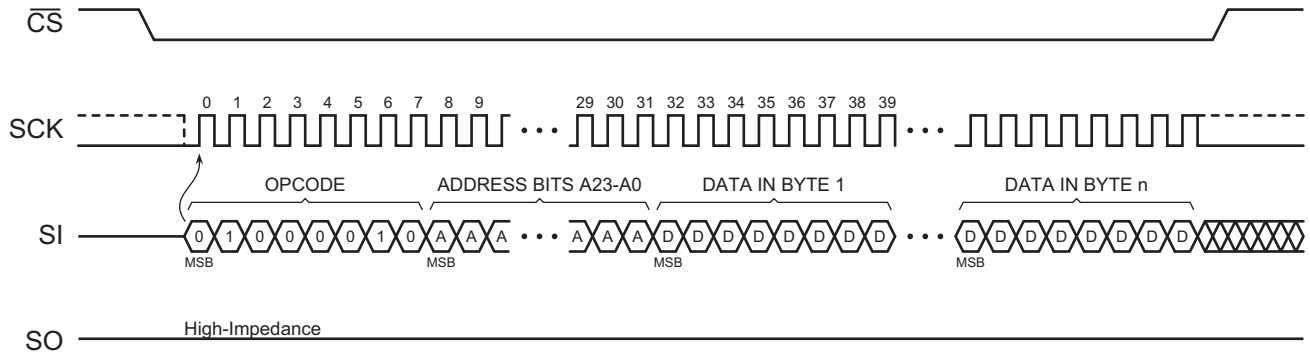 CS
0 1 2 3 4 5 6 7 8 9 29 30 31 32 33 34 35 36 37 38 39
SCK
OPCODE ADDRESS BITS A23-A0 DATA IN BYTE 1 DATA IN BYTE n
SI 0 1 0 0 0 0 1 0 A A A A A A D D D D D D D D D D D D D D D D
MSB MSB MSB MSB
High-Impedance
SO